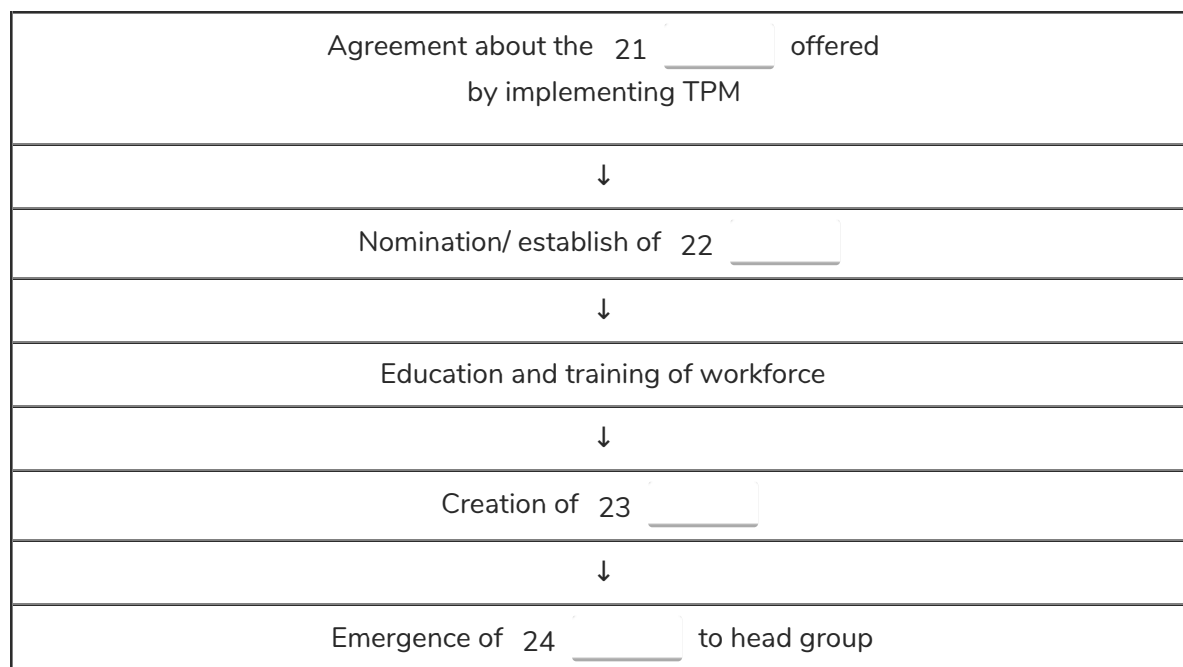 Agreement about the 21 offered
by implementing TPM
↓
Nomination/ establish of 22
↓
Education and training of workforce
↓
Creation of 23
↓
Emergence of 24 to head group